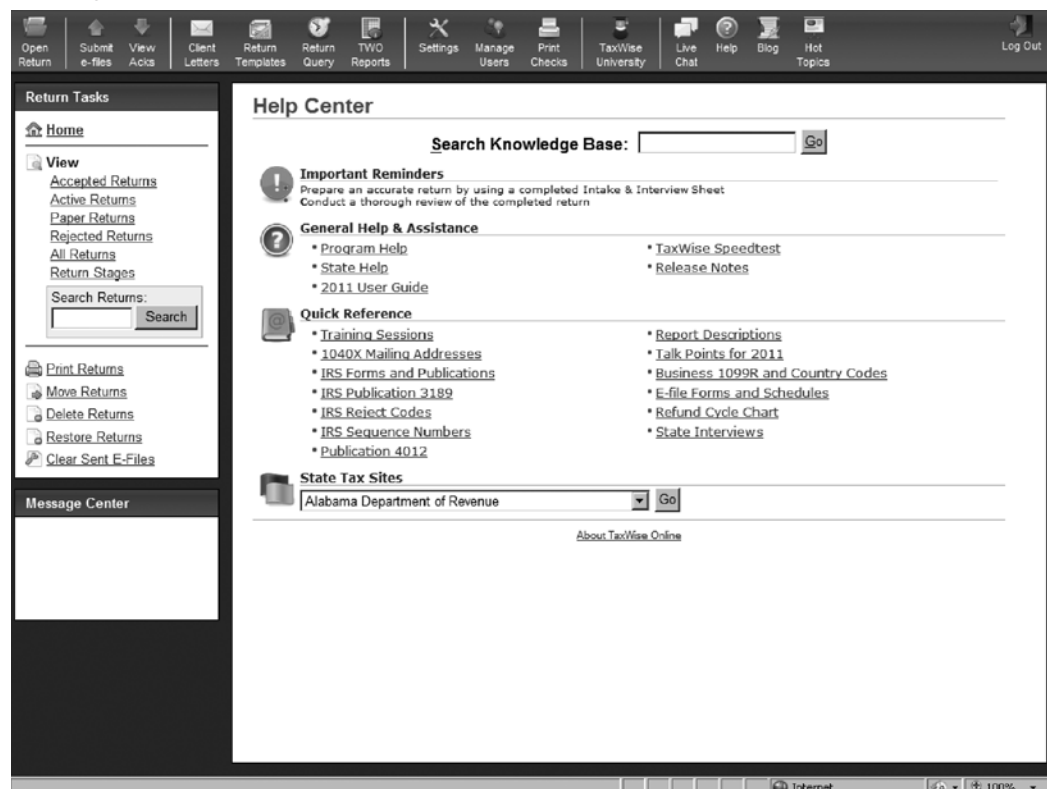 Open Return
Submit e-files
View Acks
Client Letters
Return Templates
Return Query
TWO Reports
Settings
Manage Users
Print Checks
TaxWise University
Live Chat
Help
Blog
Hot Topics
Log Out
Return Tasks
Home
View
Accepted Returns
Active Returns
Paper Returns
Rejected Returns
All Returns
Return Stages
Search Returns:
Search
Print Returns
Move Returns
Delete Returns
Restore Returns
Clear Sent E-Files
Message Center
Help Center
Search Knowledge Base: Go
Important Reminders
Prepare an accurate return by using a completed Intake & Interview Sheet
Conduct a thorough review of the completed return
General Help & Assistance
• Program Help
• State Help
• 2011 User Guide
• TaxWise Speedtest
• Release Notes
Quick Reference
• Training Sessions
• 1040X Mailing Addresses
• IRS Forms and Publications
• IRS Publication 3189
• IRS Reject Codes
• IRS Sequence Numbers
• Publication 4012
• Report Descriptions
• Talk Points for 2011
• Business 1099R and Country Codes
• E-file Forms and Schedules
• Refund Cycle Chart
• State Interviews
State Tax Sites
Alabama Department of Revenue Go
About TaxWise Online
Internet
100%